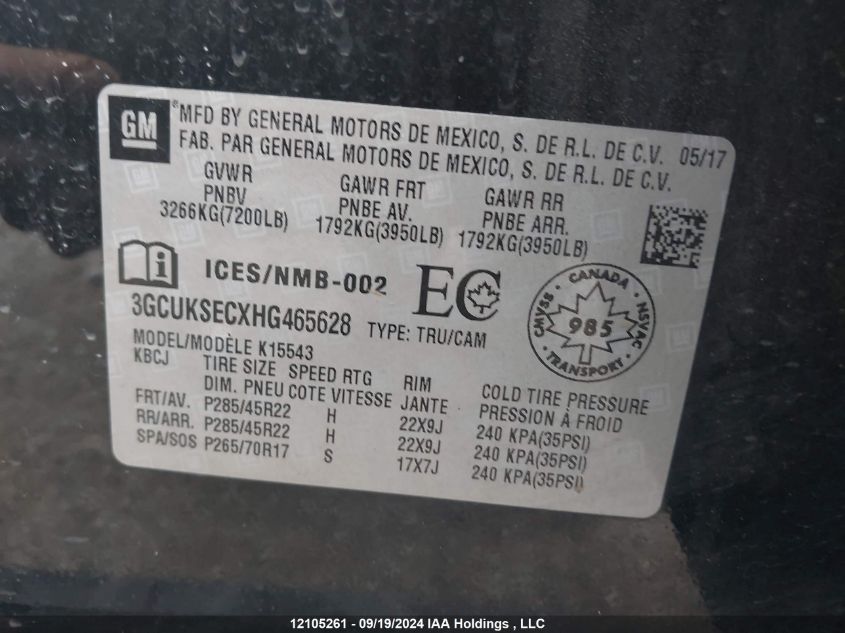 GM
®MFD BY GENERAL MOTORS DE MEXICO, S. DE R.L. DE C.V. 05/17
FAB. PAR GENERAL MOTORS DE MEXICO, S. DE R.L. DE C.V.
GVWR GAWR FRT GAWR RR
PNBV PNBE AV. PNBE ARR.
3266KG(7200LB) 1792KG(3950LB) 1792KG(3950LB)
i ICES/NMB-002 EC
CMVSS CANADA NSVAC
985
TRANSPORT
3GCUKSECXHG465628 TYPE: TRU/CAM
MODEL/MODÈLE K15543
KBCJ TIRE SIZE SPEED RTG RIM COLD TIRE PRESSURE
DIM. PNEU COTE VITESSE JANTE PRESSION À FROID
FRT/AV. P285/45R22 H 22X9J 240 KPA(35PSI)
RR/ARR. P285/45R22 H 22X9J 240 KPA(35PSI)
SPA/SOS P265/70R17 S 17X7J 240 KPA(35PSI)
12105261 - 09/19/2024 IAA Holdings , LLC